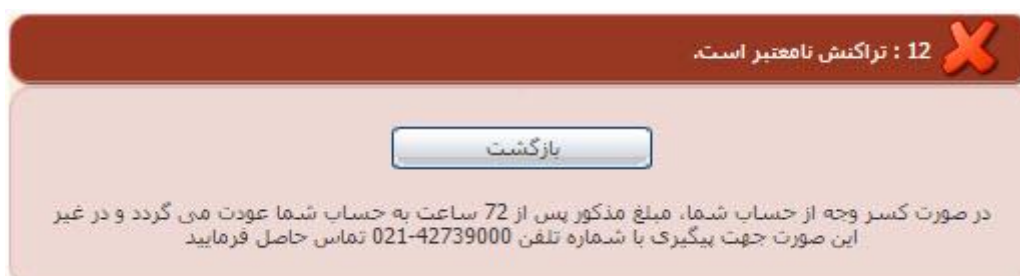 12 : تراکنش نامعتبر است.
بازگشت
در صورت کسر وجه از حساب شما، مبلغ مذکور پس از 72 ساعت به حساب شما عودت می گردد و در غیر
این صورت جهت پیگیری با شماره تلفن 42739000-021 تماس حاصل فرمایید